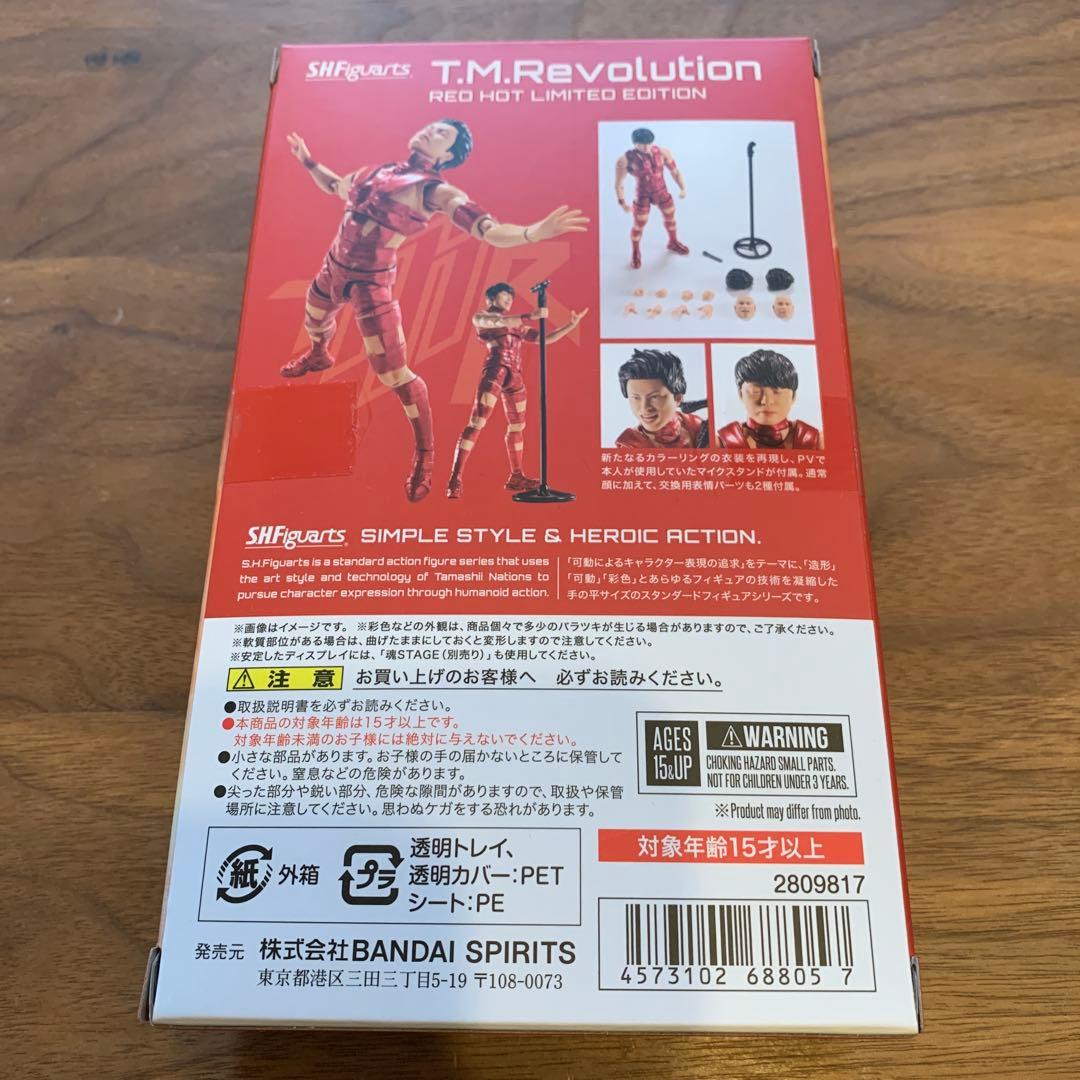 S.H.Figuarts T.M.Revolution
RED HOT LIMITED EDITION
新たなるカラーリングの衣装を再現し、PVで
本人が使用していたマイクスタンドが付属。通常
顔に加えて、交換用表情パーツも2種付属。
S.H.Figuarts SIMPLE STYLE & HEROIC ACTION.
S.H.Figuarts is a standard action figure series that uses
the art style and technology of Tamashii Nations to
pursue character expression through humanoid action.
「可動によるキャラクター表現の追求」をテーマに、「造形」
「可動」「彩色」とあらゆるフィギュアの技術を凝縮した
手の平サイズのスタンダードフィギュアシリーズです。
※画像はイメージです。 ※彩色などの外観は、商品個々で多少のバラツキが生じる場合がありますので、ご了承ください。
※軟質部位がある場合は、曲げたままにしておくと変形しますので注意してください。
※安定したディスプレイには、「魂STAGE（別売り）」も使用してください。
注意 お買い上げのお客様へ 必ずお読みください。
●取扱説明書を必ずお読みください。
●本商品の対象年齢は15才以上です。
対象年齢未満のお子様には絶対に与えないでください。
●小さな部品があります。お子様の手の届かないところに保管して
ください。窒息などの危険があります。
●尖った部分や鋭い部分、危険な隙間がありますので、取扱や保管
場所に注意してください。思わぬケガをする恐れがあります。
AGES
15&UP
WARNING
CHOKING HAZARD SMALL PARTS.
NOT FOR CHILDREN UNDER 3 YEARS.
※Product may differ from photo.
紙 外箱
プラ
透明トレイ、
透明カバー：PET
シート：PE
対象年齢15才以上
2809817
発売元 株式会社BANDAI SPIRITS
東京都港区三田三丁目5-19 〒108-0073
4573102 68805 7